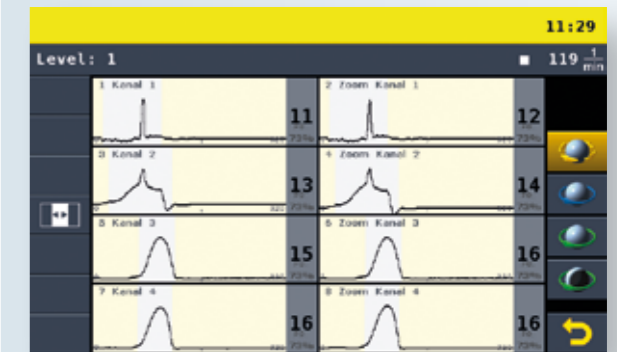 11:29
Level: 1
119 1/min
1 Kanal 1
11
2 Zoom Kanal 1
12
3 Kanal 2
13
4 Zoom Kanal 2
14
5 Kanal 3
15
6 Zoom Kanal 3
16
7 Kanal 4
16
8 Zoom Kanal 4
16